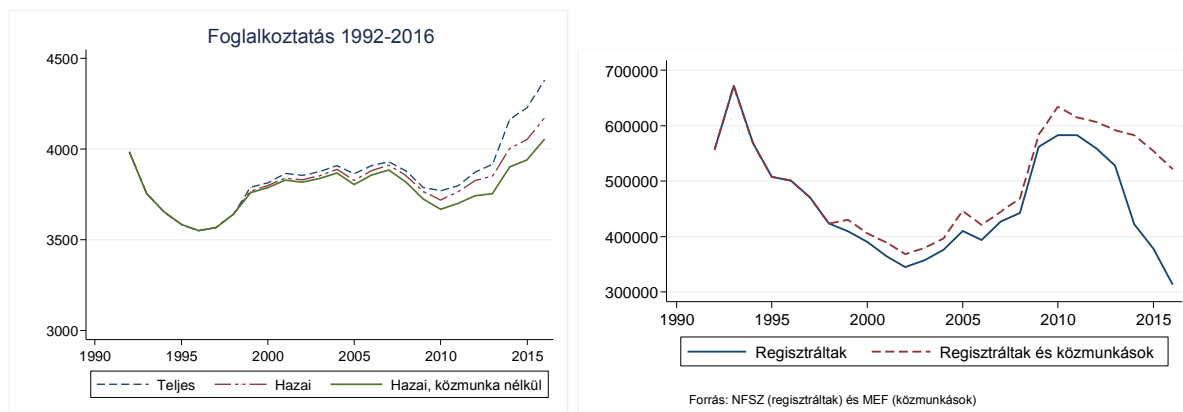 Foglalkoztatás 1992-2016
4500
4000
3500
3000
1990 1995 2000 2005 2010 2015
Teljes Hazai Hazai, közmunka nélkül
700000
600000
500000
400000
300000
1990 1995 2000 2005 2010 2015
Regisztráltak Regisztráltak és közmunkások
Forrás: NFSZ (regisztráltak) és MEF (közmunkások)